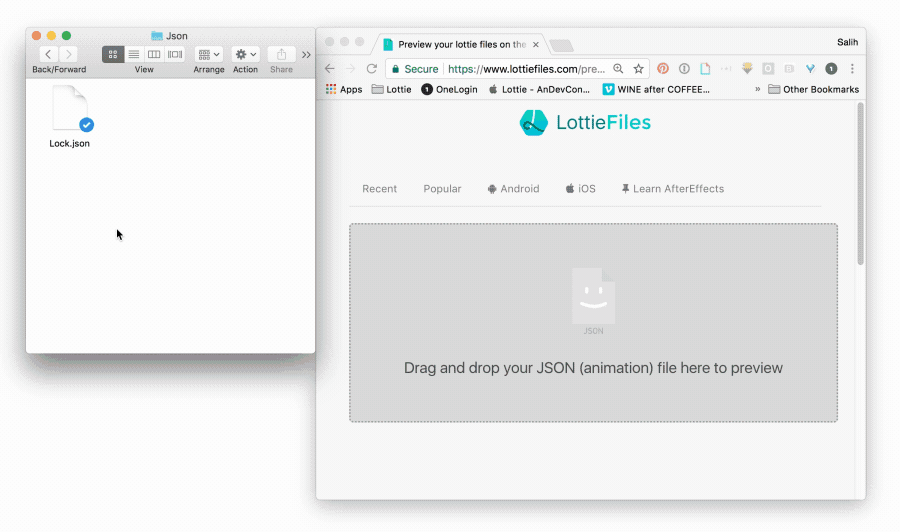 Json
Back/Forward View Arrange Action Share
Lock.json
Preview your lottie files on the
Salih
Secure https://www.lottiefiles.com/pre...
Apps Lottie OneLogin Lottie - AnDevCon... WINE after COFFEE... » Other Bookmarks
LottieFiles
Recent Popular Android iOS Learn AfterEffects
JSON
Drag and drop your JSON (animation) file here to preview